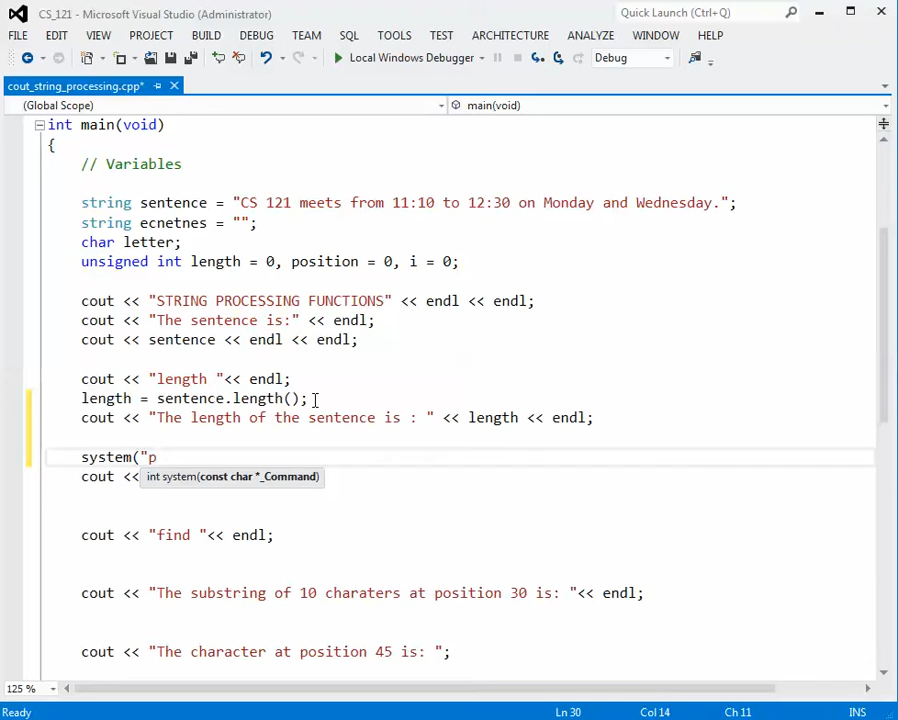 CS_121 - Microsoft Visual Studio (Administrator)
Quick Launch (Ctrl+Q)
FILE EDIT VIEW PROJECT BUILD DEBUG TEAM SQL TOOLS TEST ARCHITECTURE ANALYZE WINDOW HELP
Local Windows Debugger
Debug
cout_string_processing.cpp*
(Global Scope)
main(void)
int main(void)
{
// Variables
string sentence = "CS 121 meets from 11:10 to 12:30 on Monday and Wednesday.";
string ecnetnes = "";
char letter;
unsigned int length = 0, position = 0, i = 0;
cout << "STRING PROCESSING FUNCTIONS" << endl << endl;
cout << "The sentence is:" << endl;
cout << sentence << endl << endl;
cout << "length "<< endl;
length = sentence.length();
cout << "The length of the sentence is : " << length << endl;
system("p
cout <<
int system(const char *_Command)
cout << "find "<< endl;
cout << "The substring of 10 charaters at position 30 is: "<< endl;
cout << "The character at position 45 is: ";
125 %
Ready
Ln 30
Col 14
Ch 11
INS